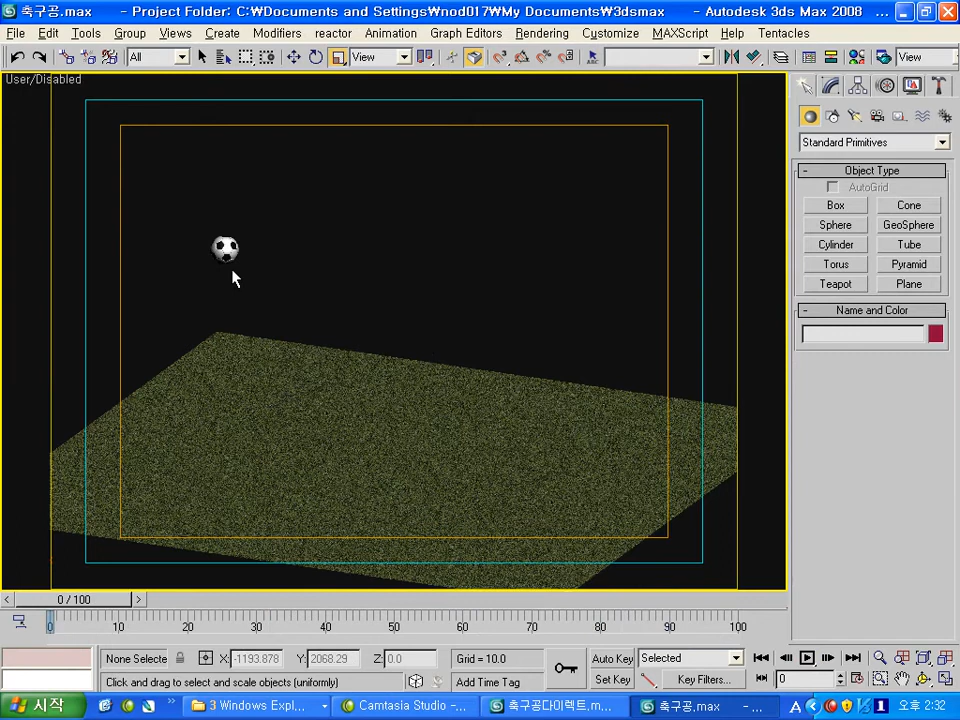 축구공.max - Project Folder: C:₩Documents and Settings₩nod017₩My Documents₩3dsmax - Autodesk 3ds Max 2008 ...
File Edit Tools Group Views Create Modifiers reactor Animation Graph Editors Rendering Customize MAXScript Help Tentacles
All View View
User/Disabled
Standard Primitives
- Object Type
AutoGrid
Box Cone
Sphere GeoSphere
Cylinder Tube
Torus Pyramid
Teapot Plane
- Name and Color
< 0 / 100 >
0 10 20 30 40 50 60 70 80 90 100
None Selecte X: -1193.878 Y: 2068.29 Z: 0.0 Grid = 10.0 Auto Key Selected
Click and drag to select and scale objects (uniformly) Add Time Tag Set Key Key Filters... 0
시작 3 Windows Expl... Camtasia Studio -... 축구공다이렉트.m... 축구공.max - ... A 오후 2:32